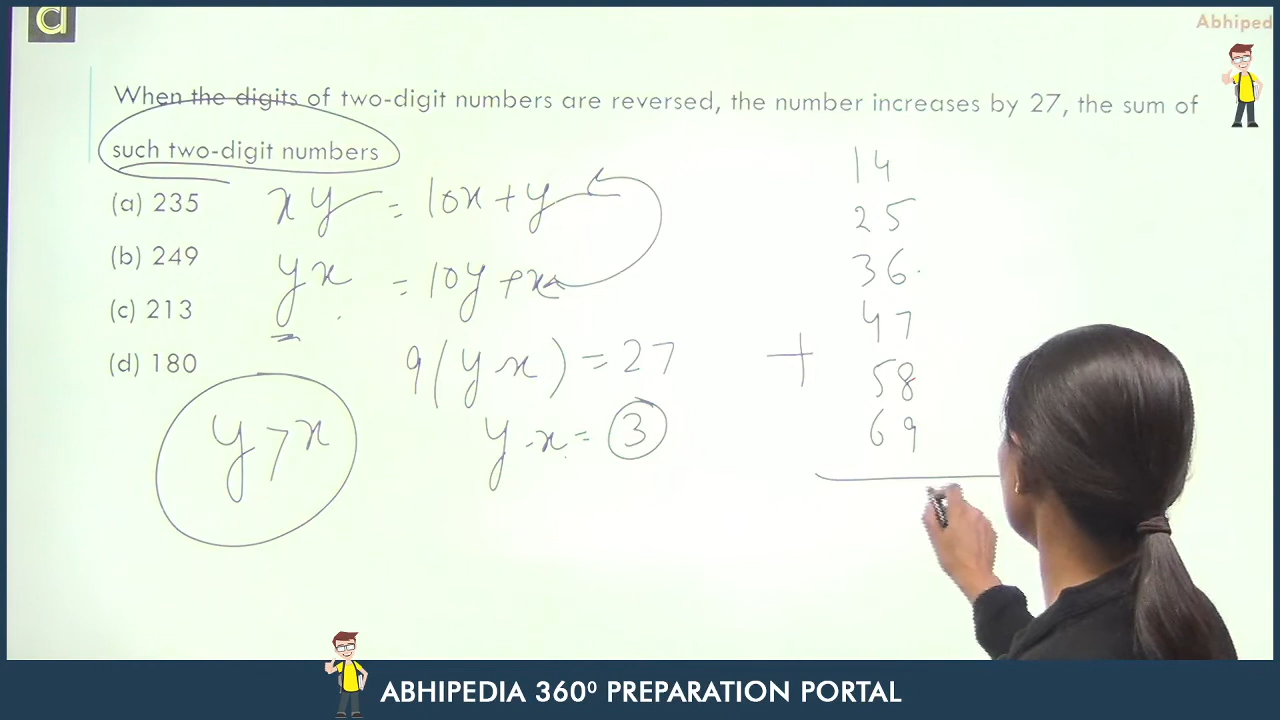 a
Abhiped
When the digits of two-digit numbers are reversed, the number increases by 27, the sum of
such two-digit numbers
(a) 235
(b) 249
(c) 213
(d) 180
xy = 10x + y
yx = 10y + x
9(y x) = 27
y - x = 3
y > x
14
25
36
47
+ 58
69
ABHIPEDIA 360⁰ PREPARATION PORTAL